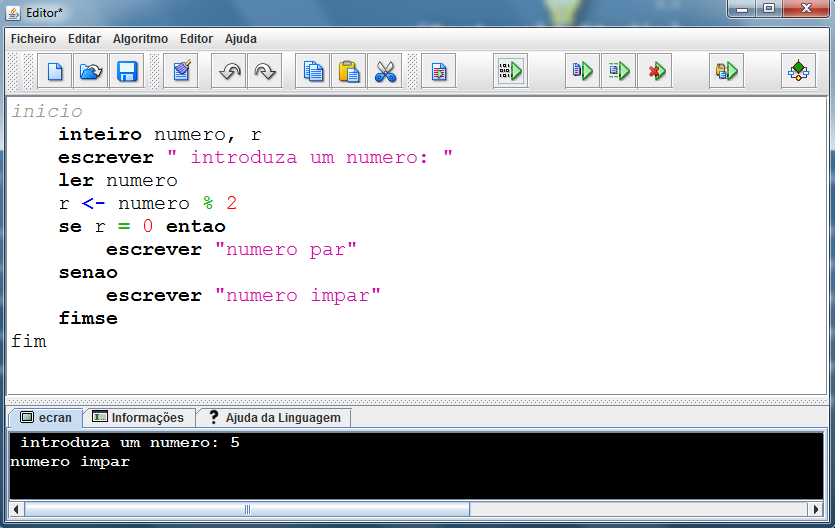 Editor*
Ficheiro Editar Algoritmo Editor Ajuda
inicio
inteiro numero, r
escrever " introduza um numero: "
ler numero
r <- numero % 2
se r = 0 entao
escrever "numero par"
senao
escrever "numero impar"
fimse
fim
ecran Informações ? Ajuda da Linguagem
introduza um numero: 5
numero impar